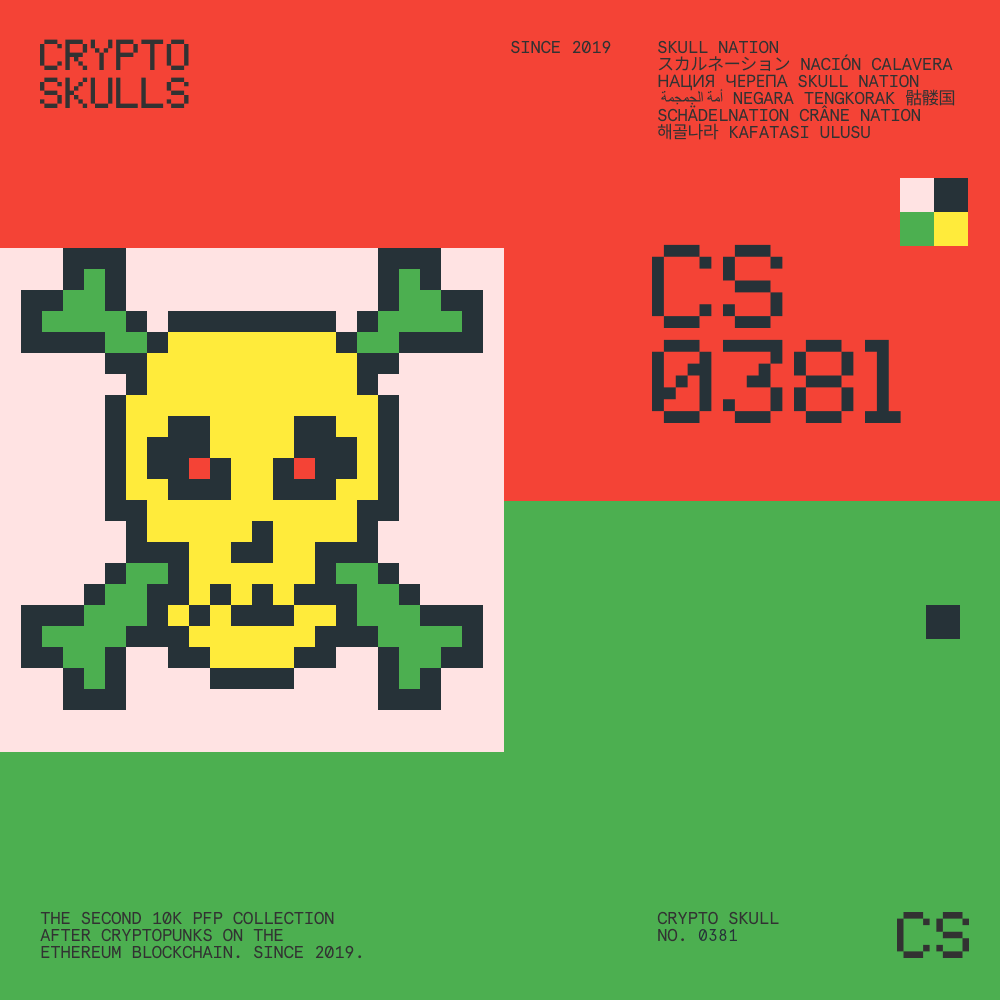 CRYPTO
SKULLS
SINCE 2019
SKULL NATION
スカルネーション NACIÓN CALAVERA
НАЦИЯ ЧЕРЕПА SKULL NATION
أمة الجمجمة NEGARA TENGKORAK 骷髅国
SCHÄDELNATION CRÂNE NATION
해골나라 KAFATASI ULUSU
CS
0381
THE SECOND 10K PFP COLLECTION
AFTER CRYPTOPUNKS ON THE
ETHEREUM BLOCKCHAIN. SINCE 2019.
CRYPTO SKULL
NO. 0381
CS